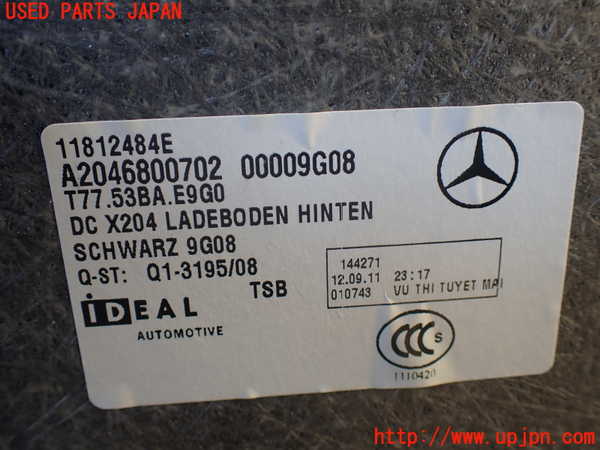 USED PARTS JAPAN
11812484E
A2046800702 00009G08
T77.53BA.E9G0
DC X204 LADEBODEN HINTEN
SCHWARZ 9G08
Q-ST: Q1-3195/08
TSB
144271
12.09.11 23:17
010743 VU THI TUYET MAI
iDEAL
AUTOMOTIVE
CCC S
1110420
http://www.upjpn.com